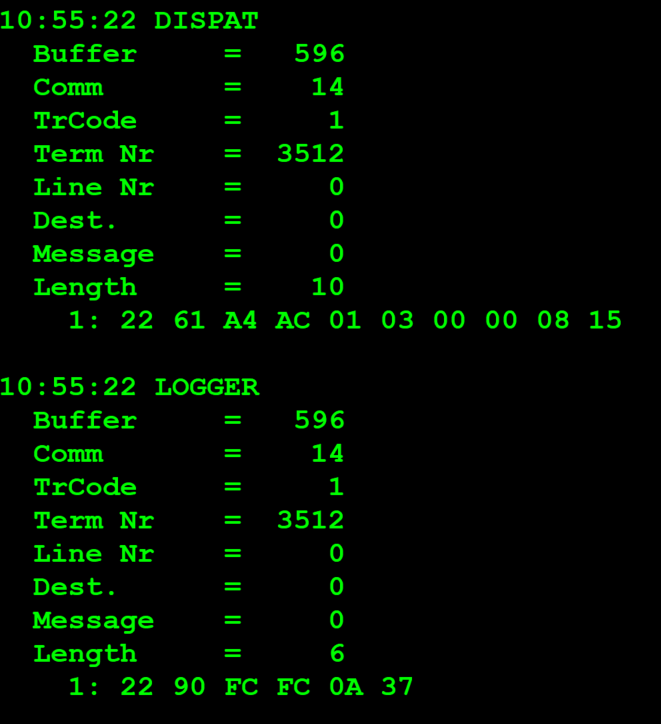 10:55:22 DISPAT
Buffer = 596
Comm = 14
TrCode = 1
Term Nr = 3512
Line Nr = 0
Dest. = 0
Message = 0
Length = 10
1: 22 61 A4 AC 01 03 00 00 08 15
10:55:22 LOGGER
Buffer = 596
Comm = 14
TrCode = 1
Term Nr = 3512
Line Nr = 0
Dest. = 0
Message = 0
Length = 6
1: 22 90 FC FC 0A 37